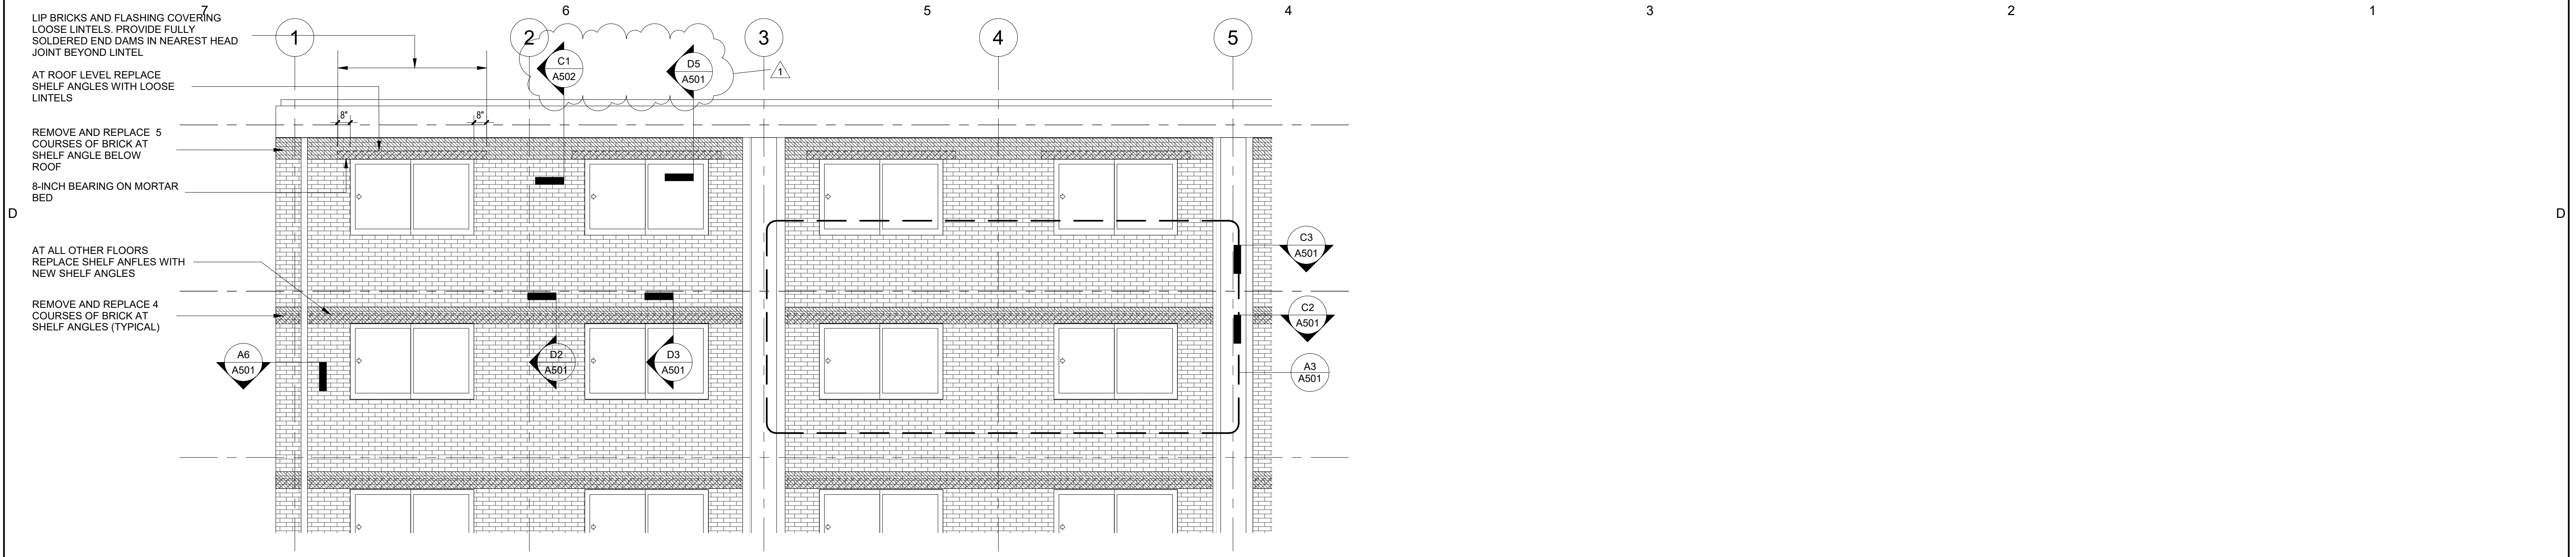 7
6
5
4
3
2
1
LIP BRICKS AND FLASHING COVERING
LOOSE LINTELS. PROVIDE FULLY
SOLDERED END DAMS IN NEAREST HEAD
JOINT BEYOND LINTEL
1
2
3
4
5
C1
A502
D5
A501
1
AT ROOF LEVEL REPLACE
SHELF ANGLES WITH LOOSE
LINTELS
8"
8"
REMOVE AND REPLACE 5
COURSES OF BRICK AT
SHELF ANGLE BELOW
ROOF
8-INCH BEARING ON MORTAR
BED
D
D
C3
A501
AT ALL OTHER FLOORS
REPLACE SHELF ANFLES WITH
NEW SHELF ANGLES
REMOVE AND REPLACE 4
COURSES OF BRICK AT
SHELF ANGLES (TYPICAL)
C2
A501
A6
A501
D2
A501
D3
A501
A3
A501